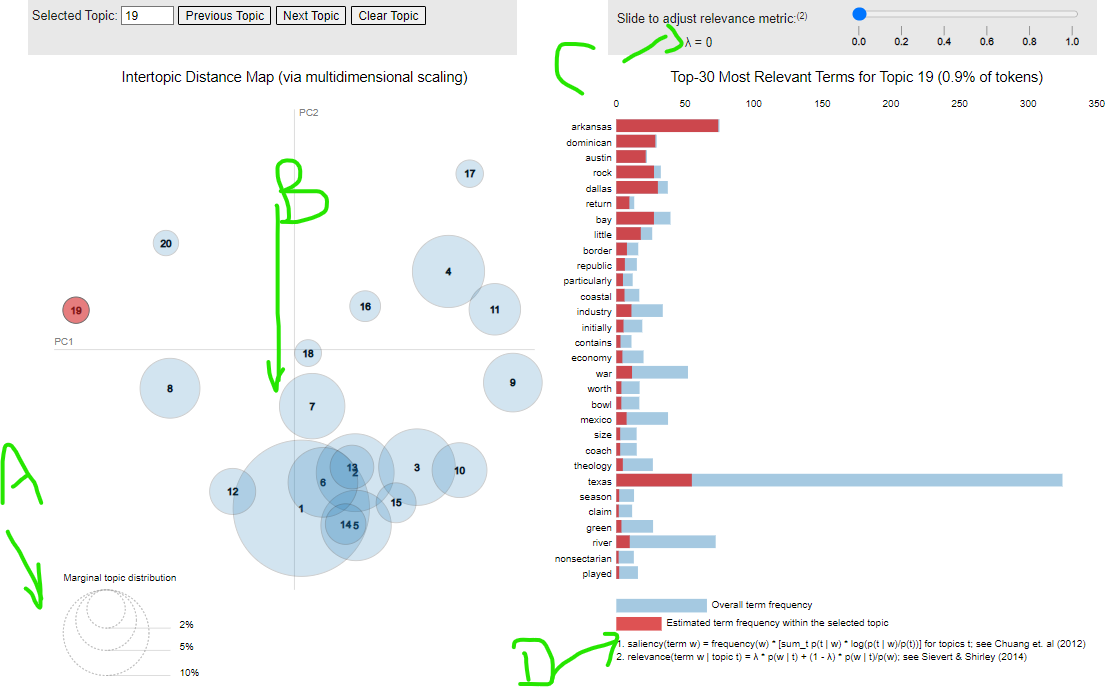 Selected Topic: 19 Previous Topic Next Topic Clear Topic
Slide to adjust relevance metric:(2)
λ = 0
0.0 0.2 0.4 0.6 0.8 1.0
C
Intertopic Distance Map (via multidimensional scaling)
PC2
PC1
B
17
20
4
19
16
11
18
8
9
7
13
2
3
10
6
12
15
1
14
5
A
Marginal topic distribution
2%
5%
10%
Top-30 Most Relevant Terms for Topic 19 (0.9% of tokens)
0 50 100 150 200 250 300 350
arkansas
dominican
austin
rock
dallas
return
bay
little
border
republic
particularly
coastal
industry
initially
contains
economy
war
worth
bowl
mexico
size
coach
theology
texas
season
claim
green
river
nonsectarian
played
Overall term frequency
Estimated term frequency within the selected topic
D
1. saliency(term w) = frequency(w) * [sum_t p(t | w) * log(p(t | w)/p(t))] for topics t; see Chuang et. al (2012)
2. relevance(term w | topic t) = λ * p(w | t) + (1 - λ) * p(w | t)/p(w); see Sievert & Shirley (2014)